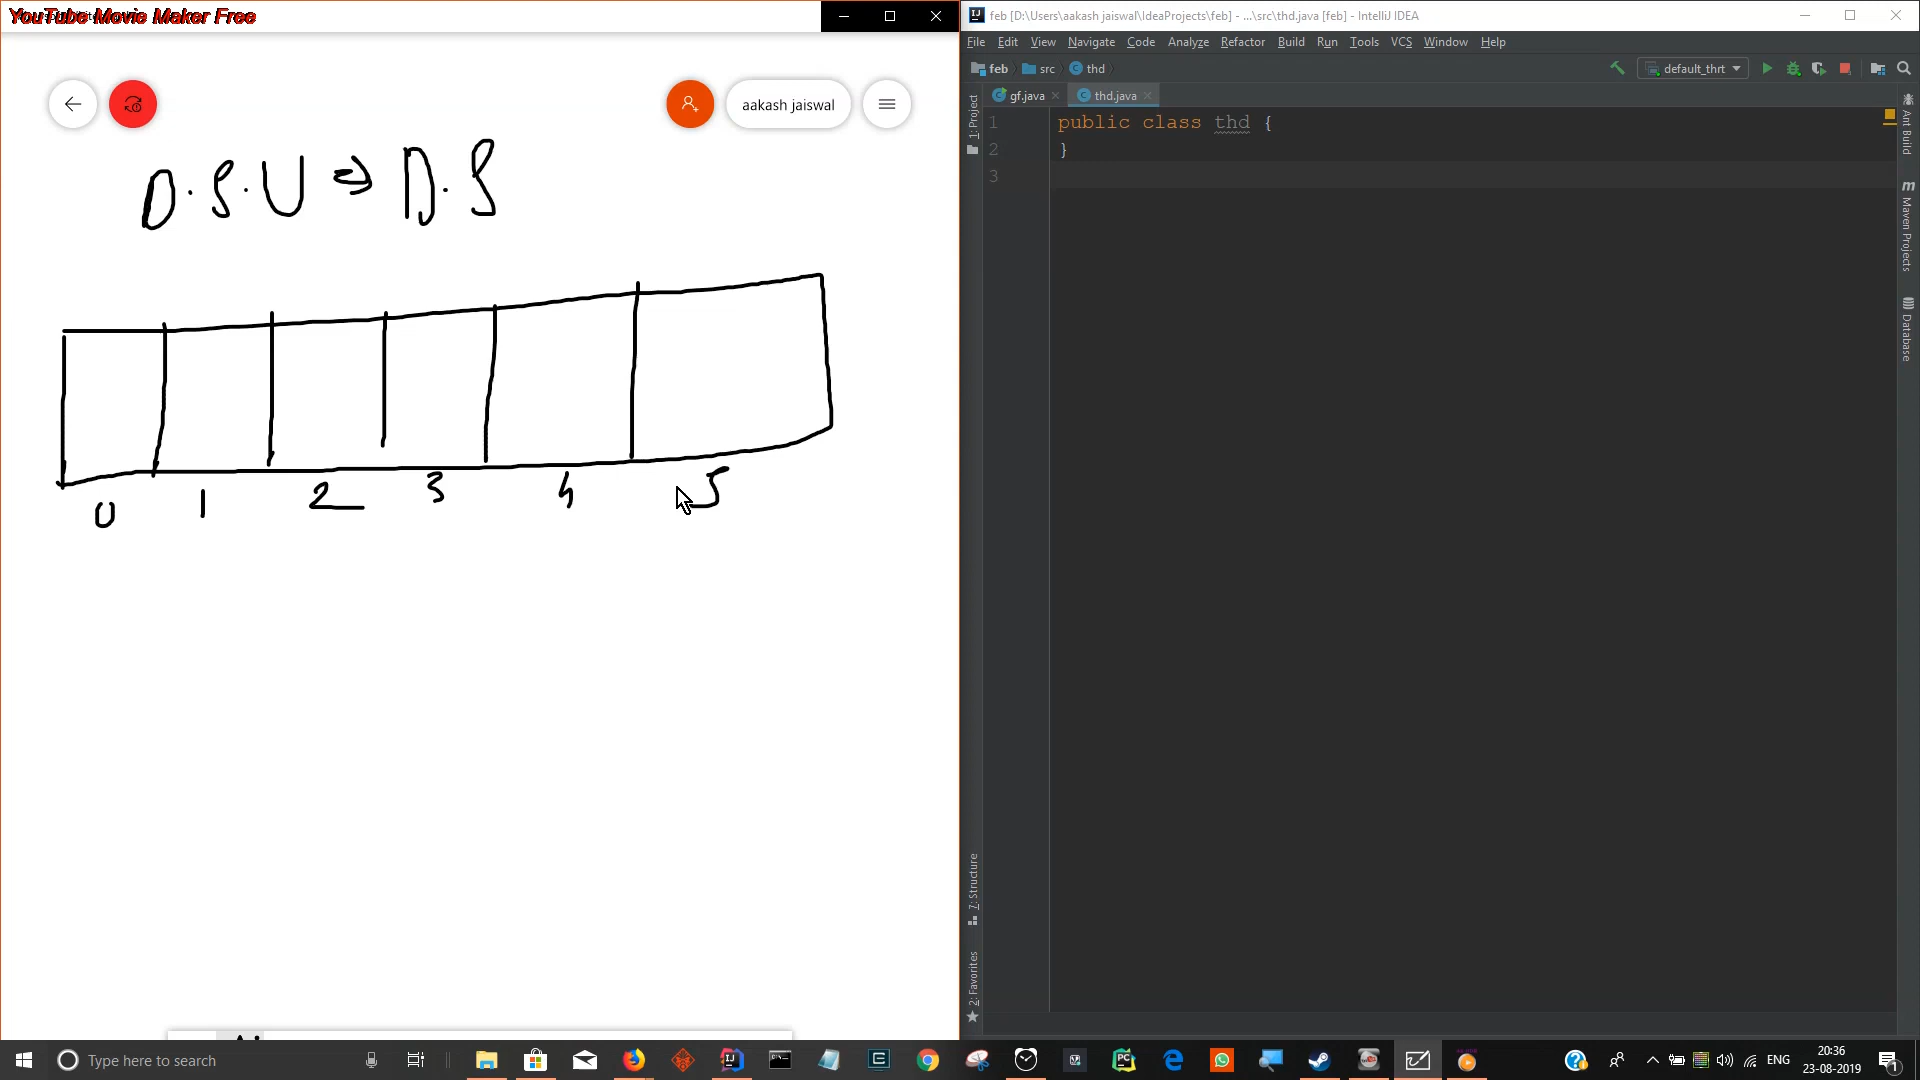 YouTube Movie Maker Free
aakash jaiswal
D.S.U ⇒ D.S
0 1 2 3 4 5
feb [D:\Users\aakash jaiswal\IdeaProjects\feb] - ...\src\thd.java [feb] - IntelliJ IDEA
File Edit View Navigate Code Analyze Refactor Build Run Tools VCS Window Help
feb src thd default_thrt
gf.java thd.java
1 public class thd {
2 }
3
1: Project
7: Structure
2: Favorites
Ant Build
Maven Projects
Database
Type here to search
ENG
20:36
23-08-2019
1